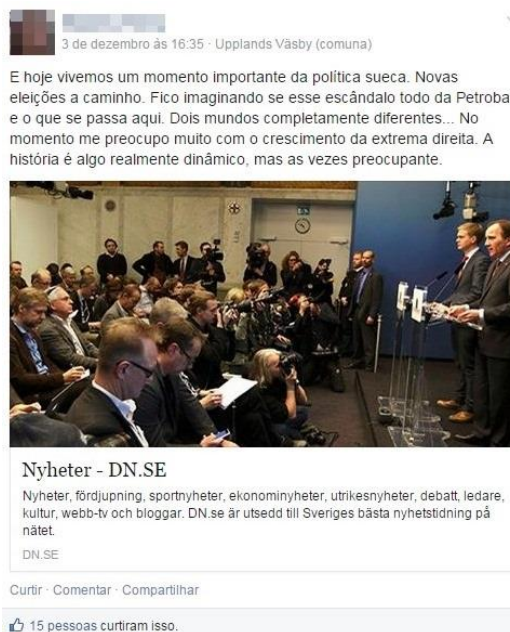 3 de dezembro às 16:35 · Upplands Väsby (comuna)
E hoje vivemos um momento importante da política sueca. Novas
eleições a caminho. Fico imaginando se esse escândalo todo da Petroba
e o que se passa aqui. Dois mundos completamente diferentes... No
momento me preocupo muito com o crescimento da extrema direita. A
história é algo realmente dinâmico, mas as vezes preocupante.
Nyheter - DN.SE
Nyheter, fördjupning, sportnyheter, ekonominyheter, utrikesnyheter, debatt, ledare,
kultur, webb-tv och bloggar. DN.se är utsedd till Sveriges bästa nyhetstidning på
nätet.
DN.SE
Curtir · Comentar · Compartilhar
15 pessoas curtiram isso.